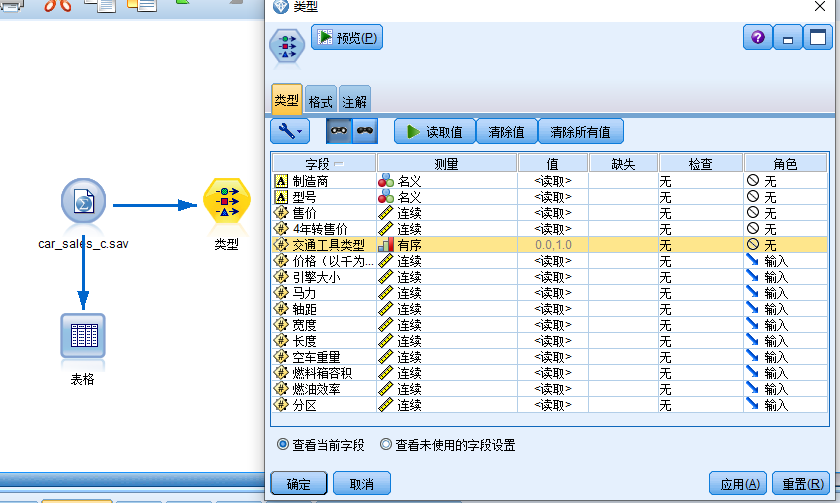 类型
预览(P)
类型 格式 注解
读取值 清除值 清除所有值
字段 测量 值 缺失 检查 角色
制造商 名义 <读取> 无 无
型号 名义 <读取> 无 无
售价 连续 <读取> 无 无
4年转售价 连续 <读取> 无 无
交通工具类型 有序 0.0,1.0 无 无
价格（以千为... 连续 <读取> 无 输入
引擎大小 连续 <读取> 无 输入
马力 连续 <读取> 无 输入
轴距 连续 <读取> 无 输入
宽度 连续 <读取> 无 输入
长度 连续 <读取> 无 输入
空车重量 连续 <读取> 无 输入
燃料箱容积 连续 <读取> 无 输入
燃油效率 连续 <读取> 无 输入
分区 连续 <读取> 无 输入
查看当前字段 查看未使用的字段设置
确定 取消 应用(A) 重置(R)
car_sales_c.sav
类型
表格